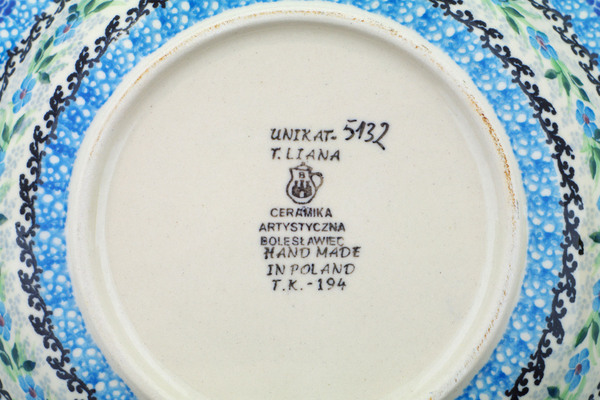 UNIKAT- 5132
T. LIANA
B
CERAMIKA
ARTYSTYCZNA
BOLESŁAWIEC
HAND MADE
IN POLAND
T.K.-194